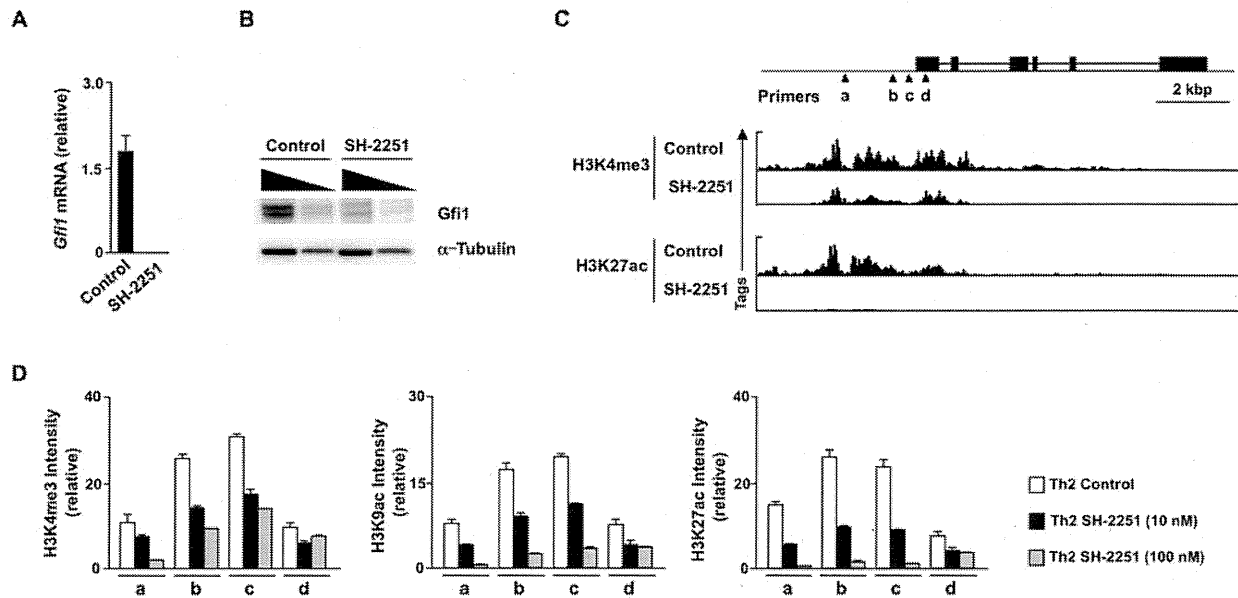 A
Gfi1 mRNA (relative)
3.0
1.5
0
Control
SH-2251
B
Control SH-2251
Gfi1
α-Tubulin
C
Primers a b c d
2 kbp
H3K4me3
Control
SH-2251
H3K27ac
Control
SH-2251
Tags
D
H3K4me3 Intensity
(relative)
40
20
0
a b c d
H3K9ac Intensity
(relative)
30
15
0
a b c d
H3K27ac Intensity
(relative)
40
20
0
a b c d
Th2 Control
Th2 SH-2251 (10 nM)
Th2 SH-2251 (100 nM)